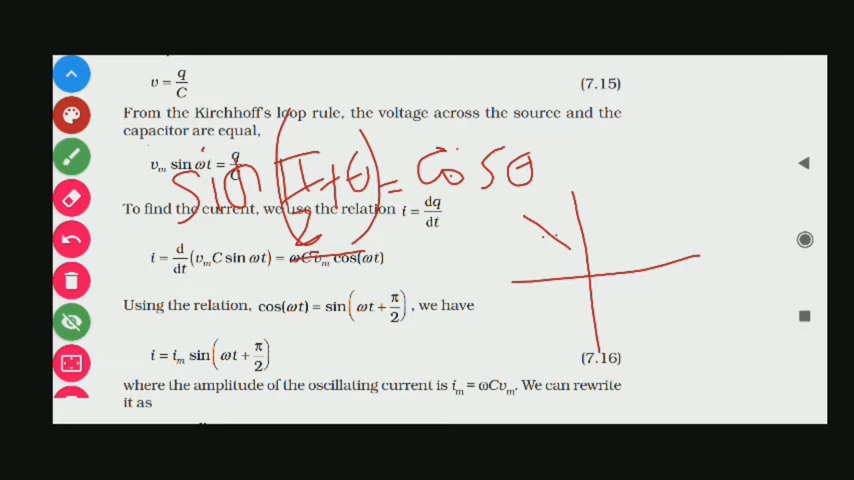 v = q/C (7.15)
From the Kirchhoff's loop rule, the voltage across the source and the
capacitor are equal,
vₘ sin ωt = q/C
sin(π/2 + θ) = cos θ
To find the current, we use the relation i = dq/dt
i = d/dt (vₘ C sin ωt) = ωCvₘ cos(ωt)
Using the relation, cos(ωt) = sin(ωt + π/2), we have
i = iₘ sin(ωt + π/2) (7.16)
where the amplitude of the oscillating current is iₘ = ωCvₘ. We can rewrite
it as